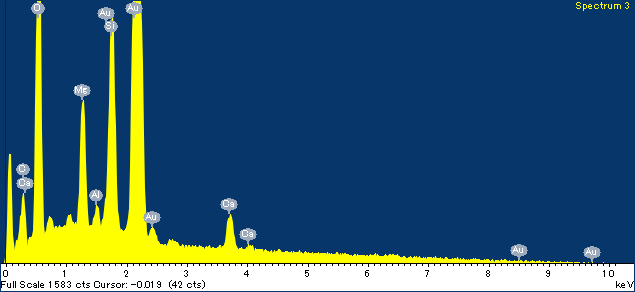 Spectrum 3
O
Au
Au
Si
Mg
C
Ca
Al
Au
Ca
Ca
Au
Au
0 1 2 3 4 5 6 7 8 9 10
Full Scale 1583 cts Cursor: -0.019 (42 cts) keV